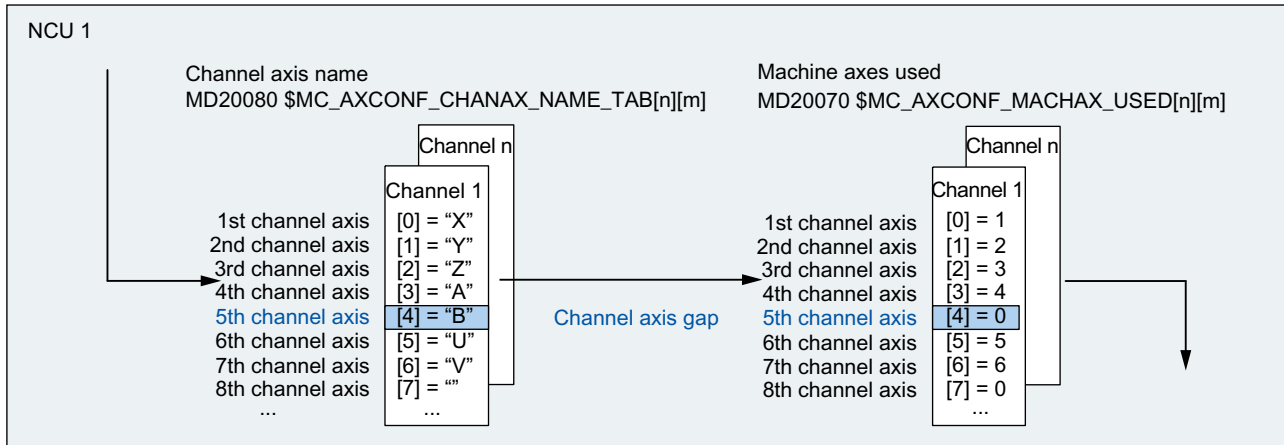 NCU 1
Channel axis name
MD20080 $MC_AXCONF_CHANAX_NAME_TAB[n][m]
Channel n
Channel 1
1st channel axis [0] = “X”
2nd channel axis [1] = “Y”
3rd channel axis [2] = “Z”
4th channel axis [3] = “A”
5th channel axis [4] = “B”
6th channel axis [5] = “U”
7th channel axis [6] = “V”
8th channel axis [7] = “”
... ...
Channel axis gap
Machine axes used
MD20070 $MC_AXCONF_MACHAX_USED[n][m]
Channel n
Channel 1
1st channel axis [0] = 1
2nd channel axis [1] = 2
3rd channel axis [2] = 3
4th channel axis [3] = 4
5th channel axis [4] = 0
6th channel axis [5] = 5
7th channel axis [6] = 6
8th channel axis [7] = 0
... ...